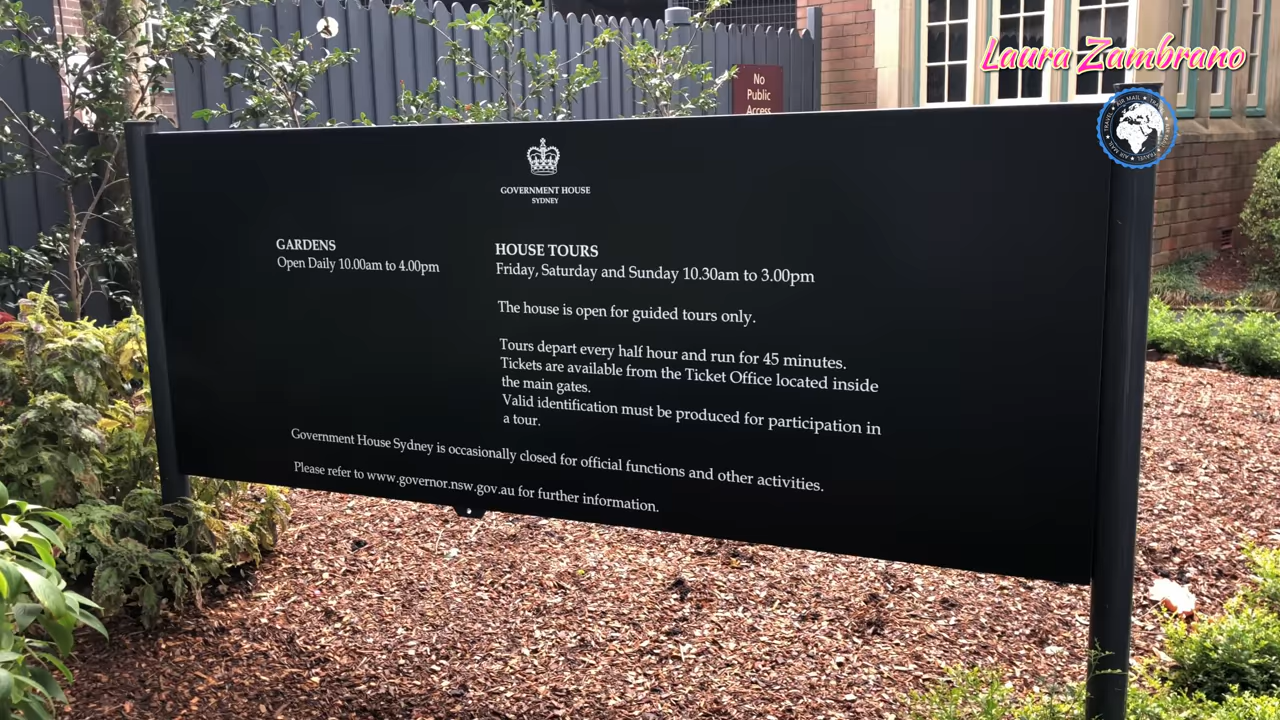 Laura Zambrano
No
Public
Access
AIR MAIL
TRAVEL
GOVERNMENT HOUSE
SYDNEY
GARDENS
Open Daily 10.00am to 4.00pm
HOUSE TOURS
Friday, Saturday and Sunday 10.30am to 3.00pm
The house is open for guided tours only.
Tours depart every half hour and run for 45 minutes.
Tickets are available from the Ticket Office located inside
the main gates.
Valid identification must be produced for participation in
a tour.
Government House Sydney is occasionally closed for official functions and other activities.
Please refer to www.governor.nsw.gov.au for further information.